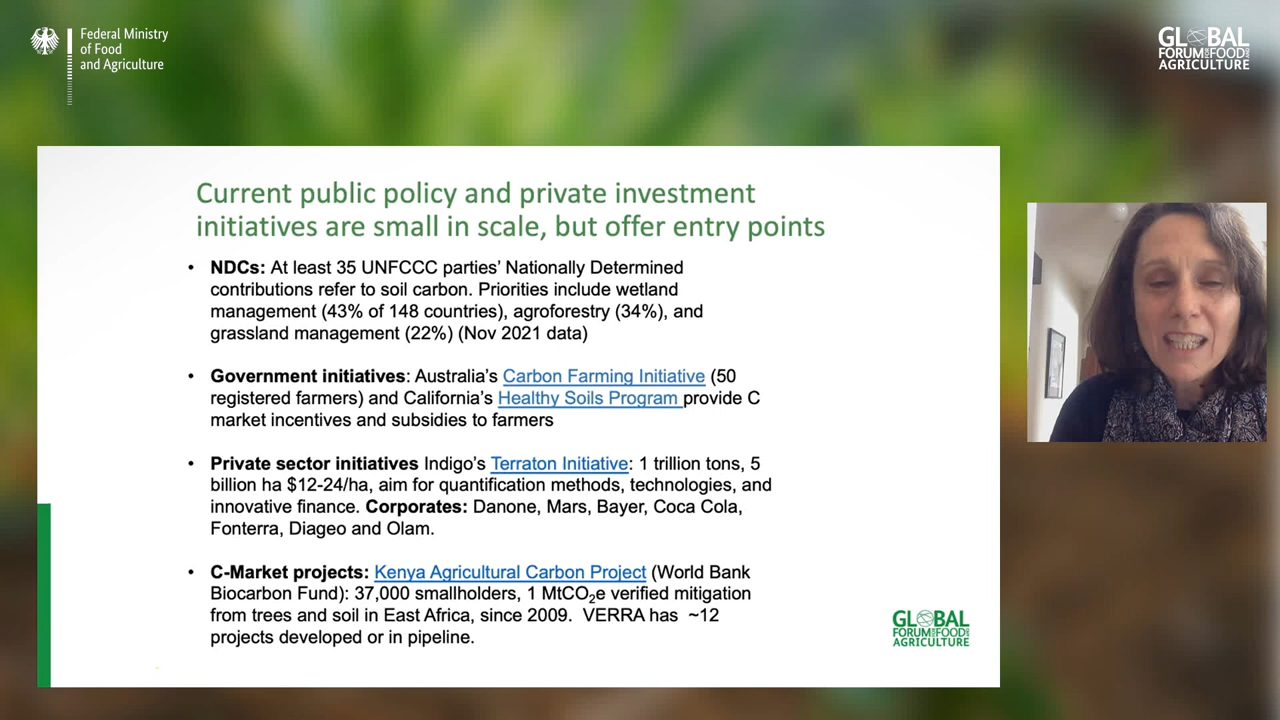 Federal Ministry
of Food
and Agriculture
GLOBAL
FORUM FOR FOOD AND
AGRICULTURE
Current public policy and private investment
initiatives are small in scale, but offer entry points
• NDCs: At least 35 UNFCCC parties’ Nationally Determined
contributions refer to soil carbon. Priorities include wetland
management (43% of 148 countries), agroforestry (34%), and
grassland management (22%) (Nov 2021 data)
• Government initiatives: Australia’s Carbon Farming Initiative (50
registered farmers) and California’s Healthy Soils Program provide C
market incentives and subsidies to farmers
• Private sector initiatives Indigo’s Terraton Initiative: 1 trillion tons, 5
billion ha $12-24/ha, aim for quantification methods, technologies, and
innovative finance. Corporates: Danone, Mars, Bayer, Coca Cola,
Fonterra, Diageo and Olam.
• C-Market projects: Kenya Agricultural Carbon Project (World Bank
Biocarbon Fund): 37,000 smallholders, 1 MtCO₂e verified mitigation
from trees and soil in East Africa, since 2009. VERRA has ~12
projects developed or in pipeline.
GLOBAL
FORUM FOR FOOD AND
AGRICULTURE